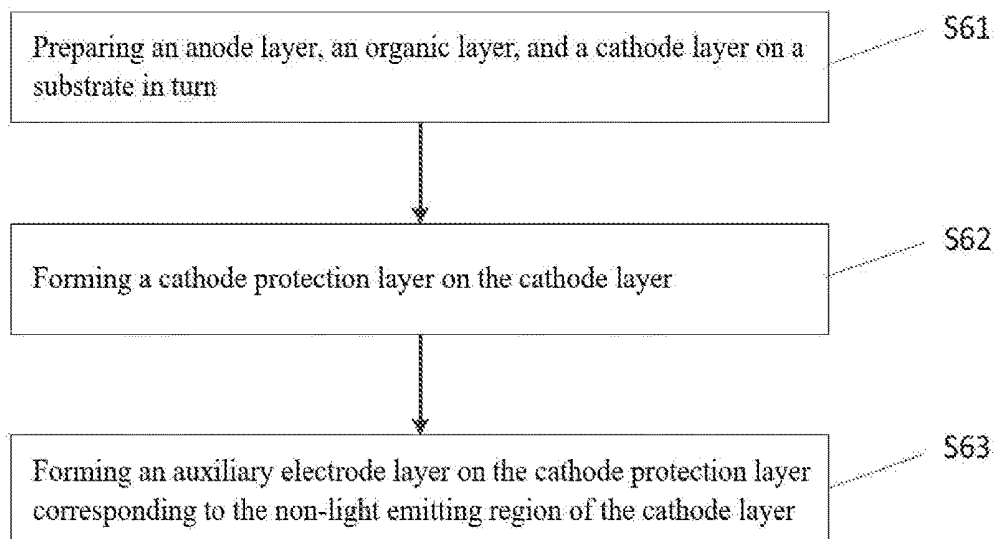 Preparing an anode layer, an organic layer, and a cathode layer on a
substrate in turn
S61
Forming a cathode protection layer on the cathode layer
S62
Forming an auxiliary electrode layer on the cathode protection layer
corresponding to the non-light emitting region of the cathode layer
S63